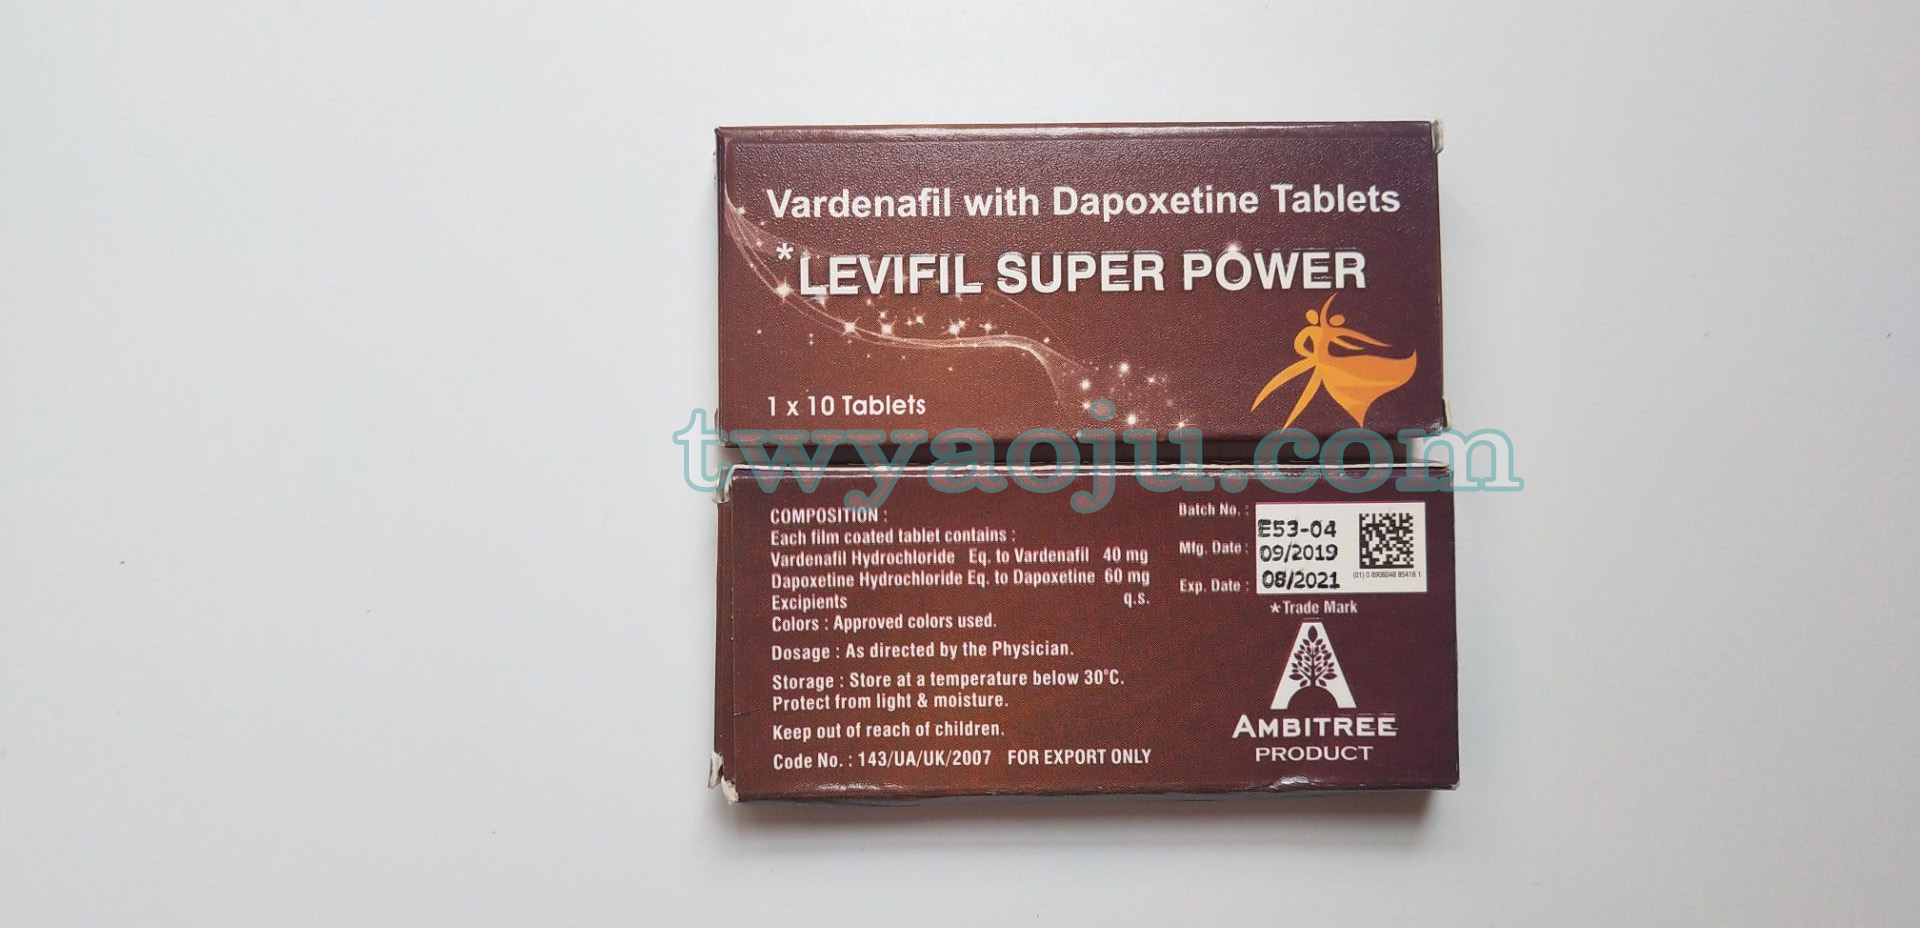 Vardenafil with Dapoxetine Tablets
*LEVIFIL SUPER POWER
1 x 10 Tablets
twyaoju.com
COMPOSITION :
Each film coated tablet contains :
Vardenafil Hydrochloride Eq. to Vardenafil 40 mg
Dapoxetine Hydrochloride Eq. to Dapoxetine 60 mg
Excipients q.s.
Colors : Approved colors used.
Dosage : As directed by the Physician.
Storage : Store at a temperature below 30°C.
Protect from light & moisture.
Keep out of reach of children.
Code No. : 143/UA/UK/2007 FOR EXPORT ONLY
Batch No. : E53-04
Mfg. Date : 09/2019
Exp. Date : 08/2021
*Trade Mark
AMBITREE
PRODUCT